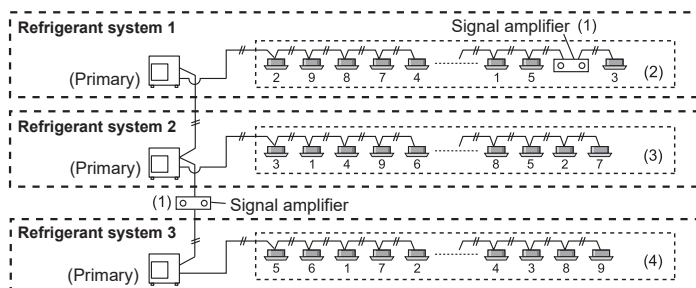 Refrigerant system 1
Signal amplifier (1)
(Primary)
2 9 8 7 4 1 5 3
(2)
Refrigerant system 2
(Primary)
3 1 4 9 6 8 5 2 7
(3)
(1) Signal amplifier
Refrigerant system 3
(Primary)
5 6 1 7 2 4 3 8 9
(4)